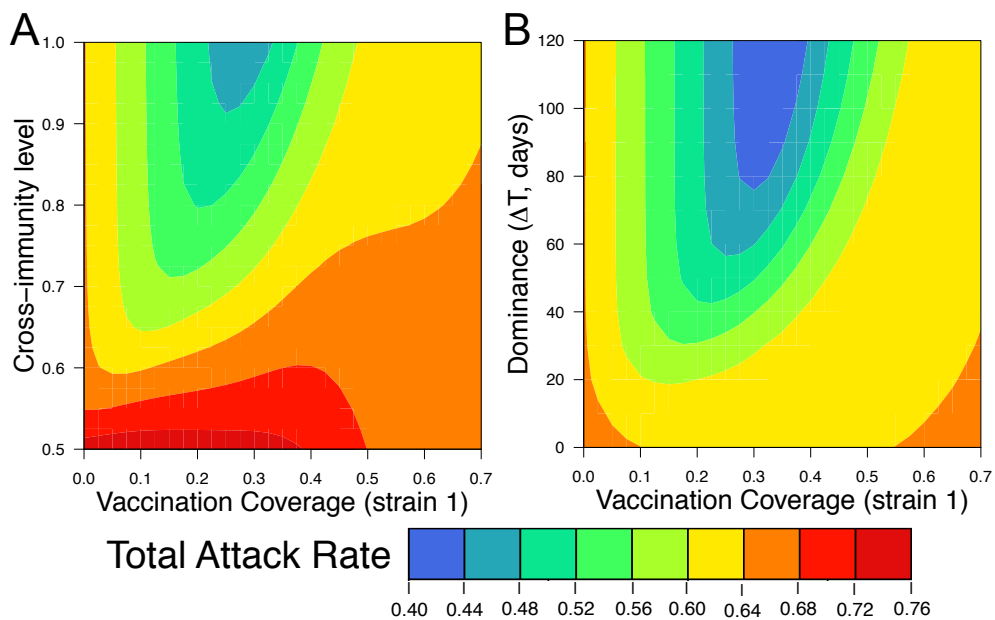 A
B
Cross−immunity level
1.0
0.9
0.8
0.7
0.6
0.5
0.0 0.1 0.2 0.3 0.4 0.5 0.6 0.7
Vaccination Coverage (strain 1)
Dominance (ΔT, days)
120
100
80
60
40
20
0
0.0 0.1 0.2 0.3 0.4 0.5 0.6 0.7
Vaccination Coverage (strain 1)
Total Attack Rate
0.40 0.44 0.48 0.52 0.56 0.60 0.64 0.68 0.72 0.76